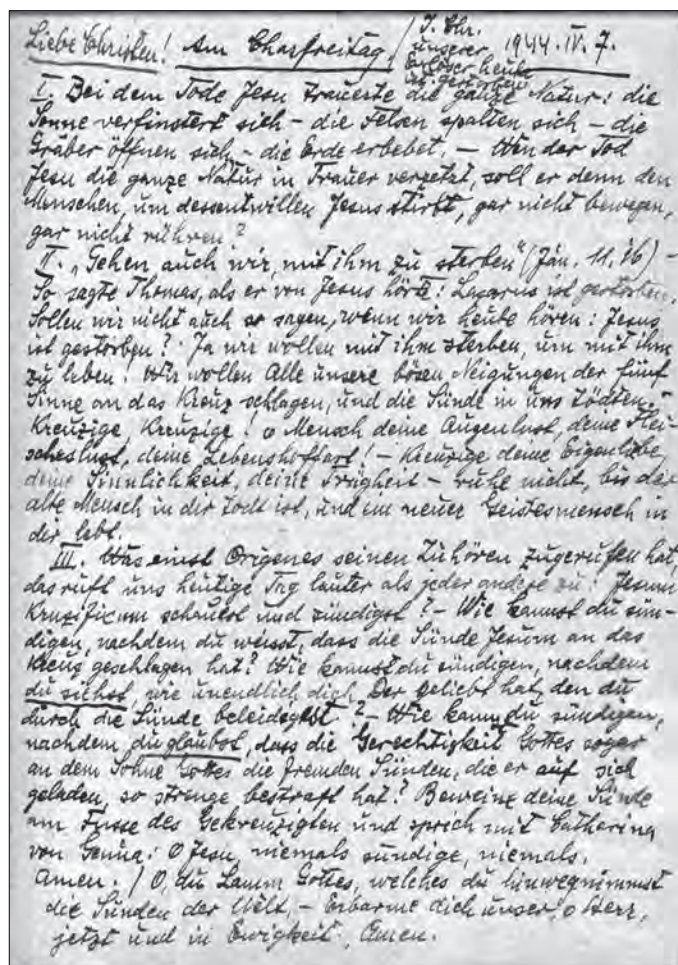 Liebe Christen! Am Charfreitag / J. Chr. unserer Erlöser heute ist gestorben 1944. IV. 7.
I. Bei dem Tode Jesu trauerte die ganze Natur: die
Sonne verfinstert sich – die Felsen spalten sich – die
Gräber öffnen sich, – die Erde erbebet. – Wen der Tod
Jesu die ganze Natur in Trauer versetzt, soll er denn den
Menschen, um dessentwillen Jesus stirbt, gar nicht bewegen,
gar nicht rühren?
II. „Gehen auch wir, mit ihm zu sterben" (Ján. 11, 16) –
So sagte Thomas, als er von Jesus hörte: Lazarus ist gestorben.
Sollen wir nicht auch so sagen, wenn wir heute hören: Jesus
ist gestorben? Ja wir wollen mit ihm sterben, um mit ihm
zu leben! Wir wollen Alle unsere bösen Neigungen der fünf
Sinne an das Kreuz schlagen, und die Sünde in uns tödten. –
Kreuzige, Kreuzige! o Mensch deine Augenlust, deine Flei-
scheslust, deine Lebenshoffart! – Kreuzige deine Eigenliebe,
deine Sinnlichkeit, deine Trägheit – ruhe nicht, bis der
alte Mensch in dir todt ist, und ein neuer Geistesmensch in
dir lebt.
III. Was einst Origenes seinen Zuhören zugerufen hat,
das ruft uns heutige Tag lauter als jeder andere zu: Jesum
Kruzificum schauest und sündigst? – Wie kannst du sün-
digen, nachdem du weisst, dass die Sünde Jesum an das
Kreuz geschlagen hat? Wie kannst du sündigen, nachdem
du siehst, wie unendlich dich Der geliebt hat, den du
durch die Sünde beleidigst? – Wie kann du sündigen,
nachdem du glaubst, dass die Gerechtigkeit Gottes sogar
an dem Sohne Gottes die fremden Sünden, die er auf sich
geladen, so strenge bestraft hat? Beweine deine Sünde
am Fusse des Gekreuzigten und sprich mit Catharina
von Genua: O Jesu, niemals sündige, niemals.
Amen. / O, du Lamm Gottes, welches du hinwegnimmst
die Sünden der Welt, – Erbarme dich unser, o Herr,
jetzt und in Ewigkeit, Amen.